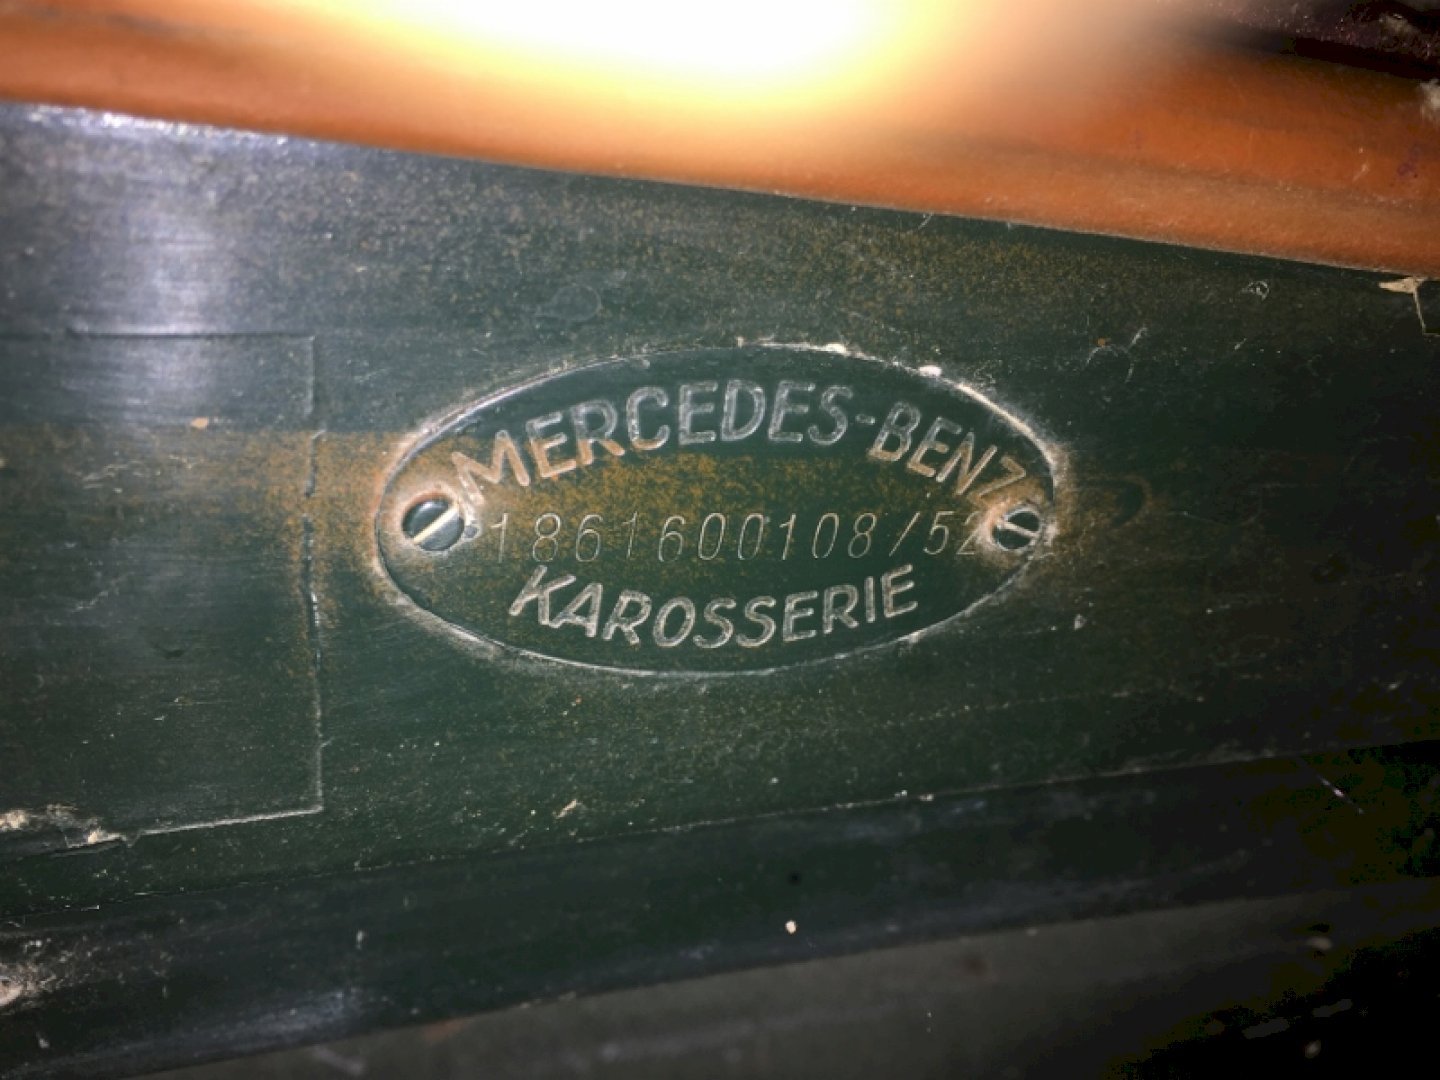 MERCEDES-BENZ
1861600108/52
KAROSSERIE